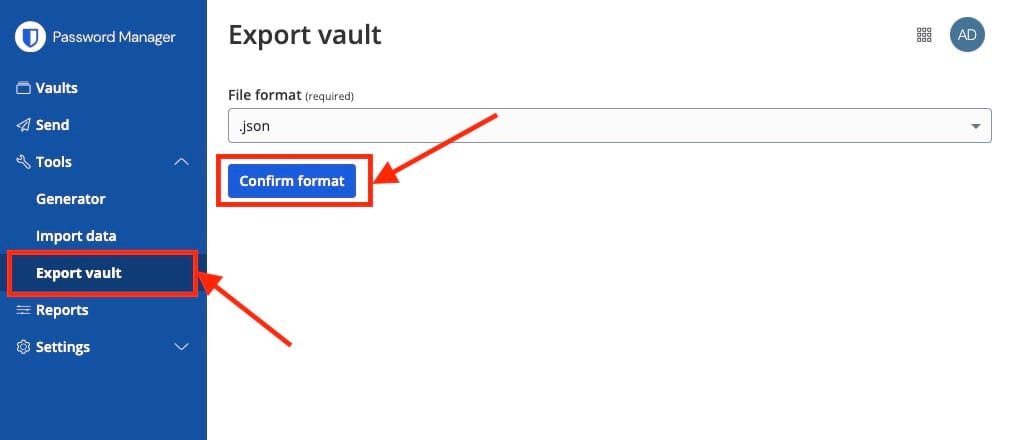 Password Manager
Vaults
Send
Tools
Generator
Import data
Export vault
Reports
Settings
Export vault
AD
File format (required)
.json
Confirm format